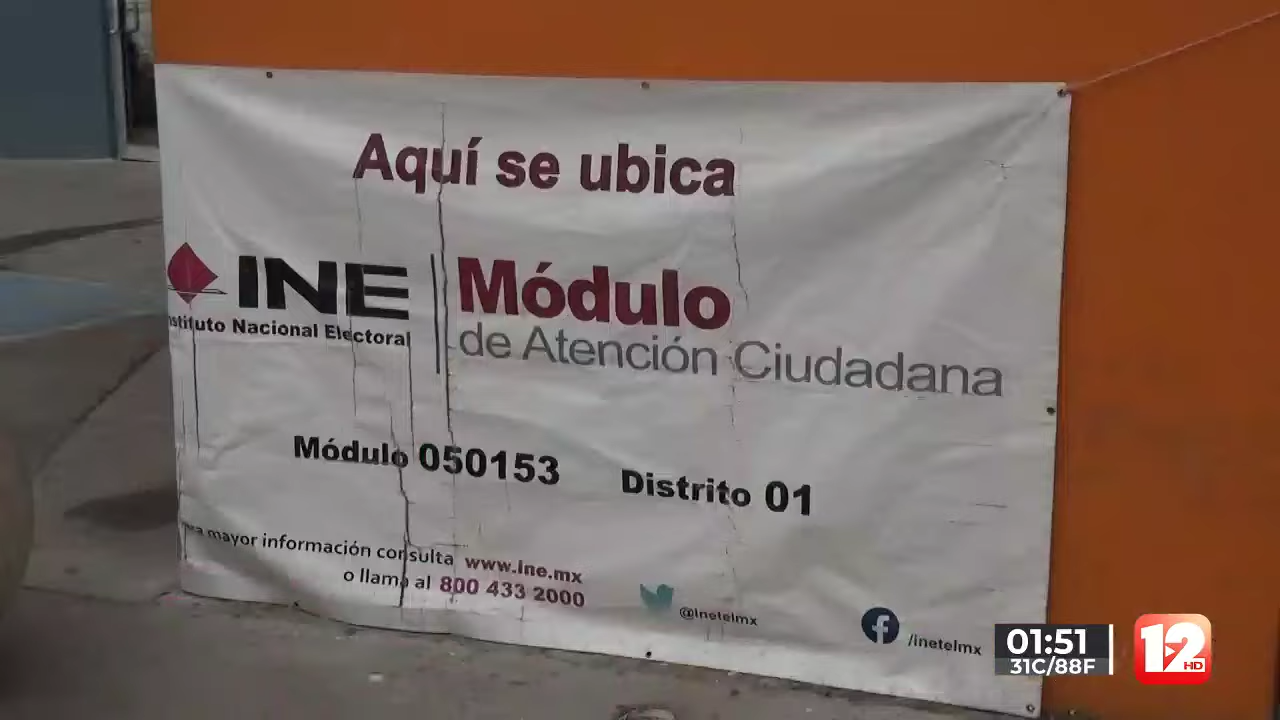 Aquí se ubica
INE
Instituto Nacional Electoral
Módulo
de Atención Ciudadana
Módulo 050153 Distrito 01
mayor información consulta www.ine.mx
o llama al 800 433 2000
@inetelmx
/inetelmx
01:51
31C/88F
12
HD